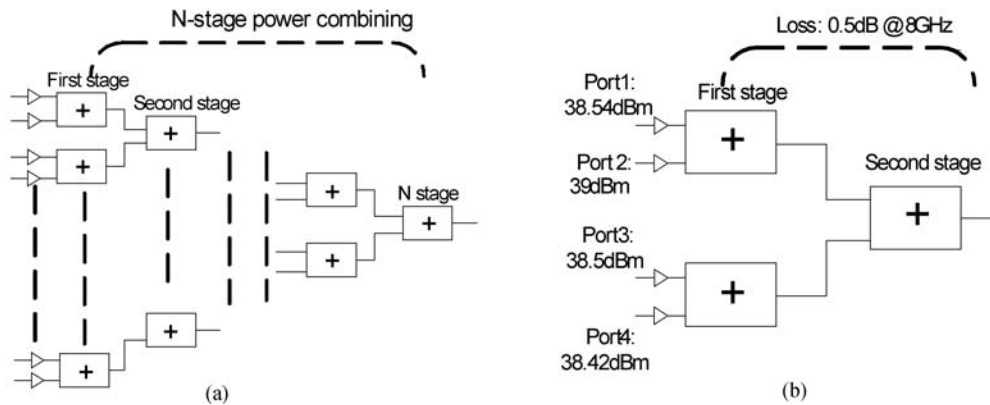 N-stage power combining
First stage
+
Second stage
+
+
+
N stage
+
+
+
+
(a)
Loss: 0.5dB @8GHz
Port1:
38.54dBm
First stage
+
Port 2:
39dBm
Second stage
+
Port3:
38.5dBm
+
Port4:
38.42dBm
(b)